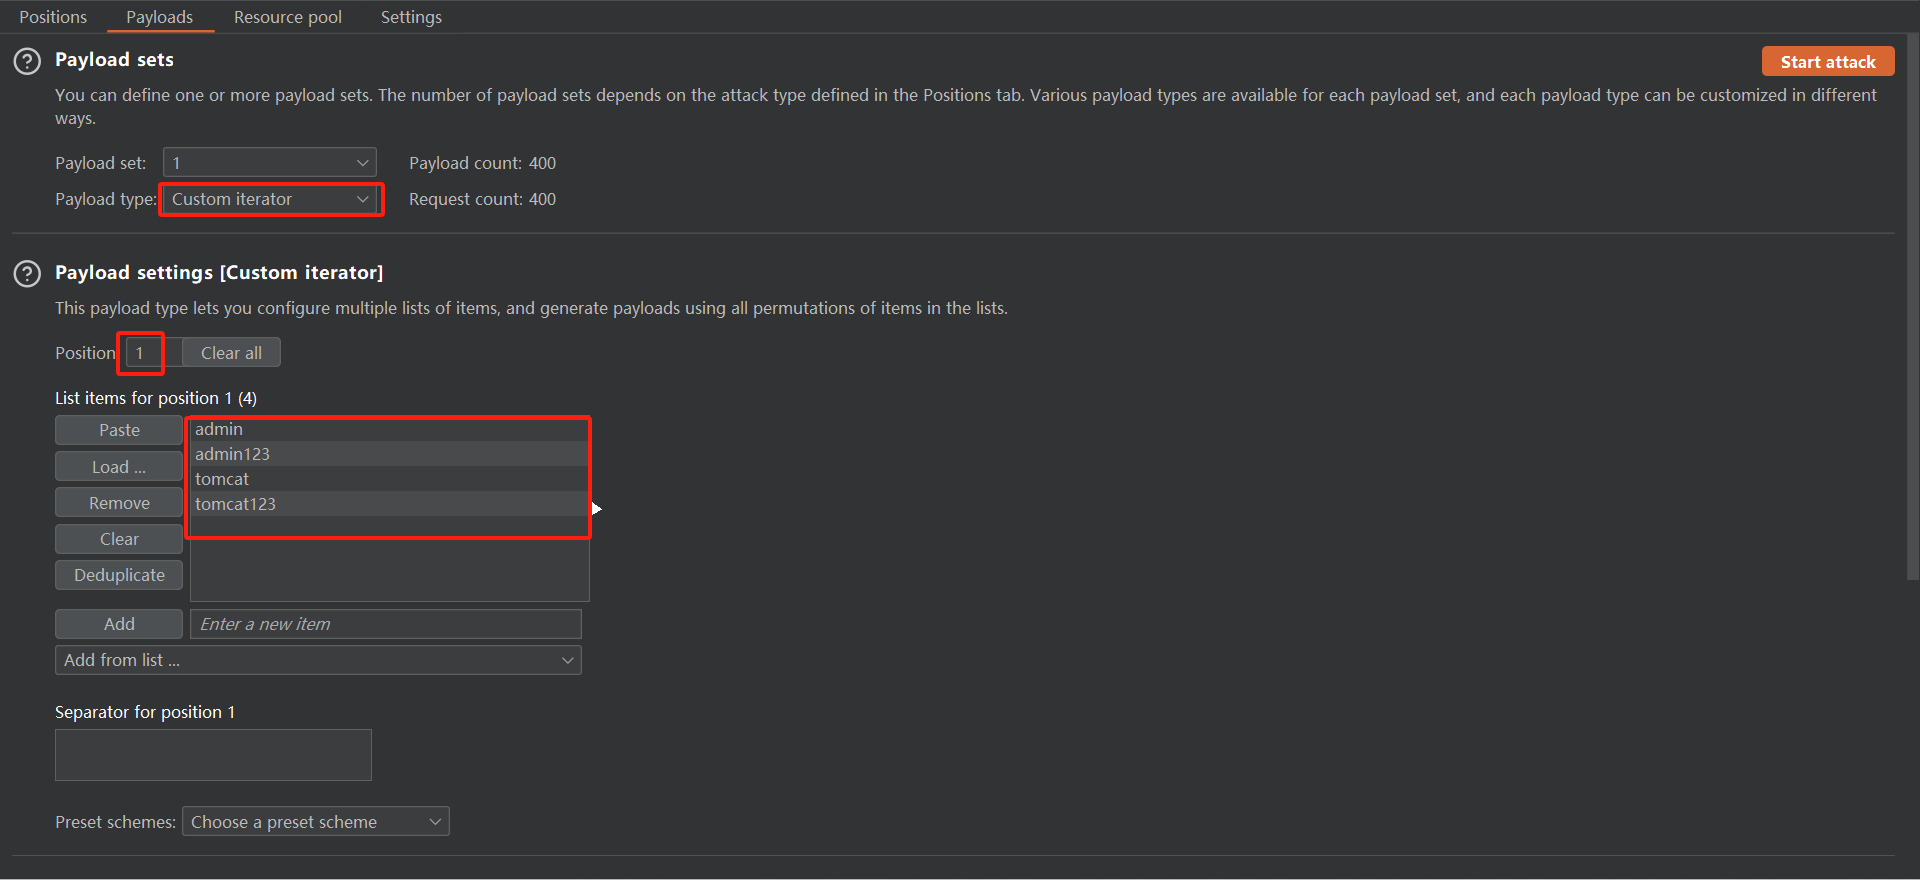 Positions Payloads Resource pool Settings
Payload sets
Start attack
You can define one or more payload sets. The number of payload sets depends on the attack type defined in the Positions tab. Various payload types are available for each payload set, and each payload type can be customized in different
ways.
Payload set: 1 Payload count: 400
Payload type: Custom iterator Request count: 400
Payload settings [Custom iterator]
This payload type lets you configure multiple lists of items, and generate payloads using all permutations of items in the lists.
Position 1 Clear all
List items for position 1 (4)
Paste
Load ...
Remove
Clear
Deduplicate
admin
admin123
tomcat
tomcat123
Add Enter a new item
Add from list ...
Separator for position 1
Preset schemes: Choose a preset scheme